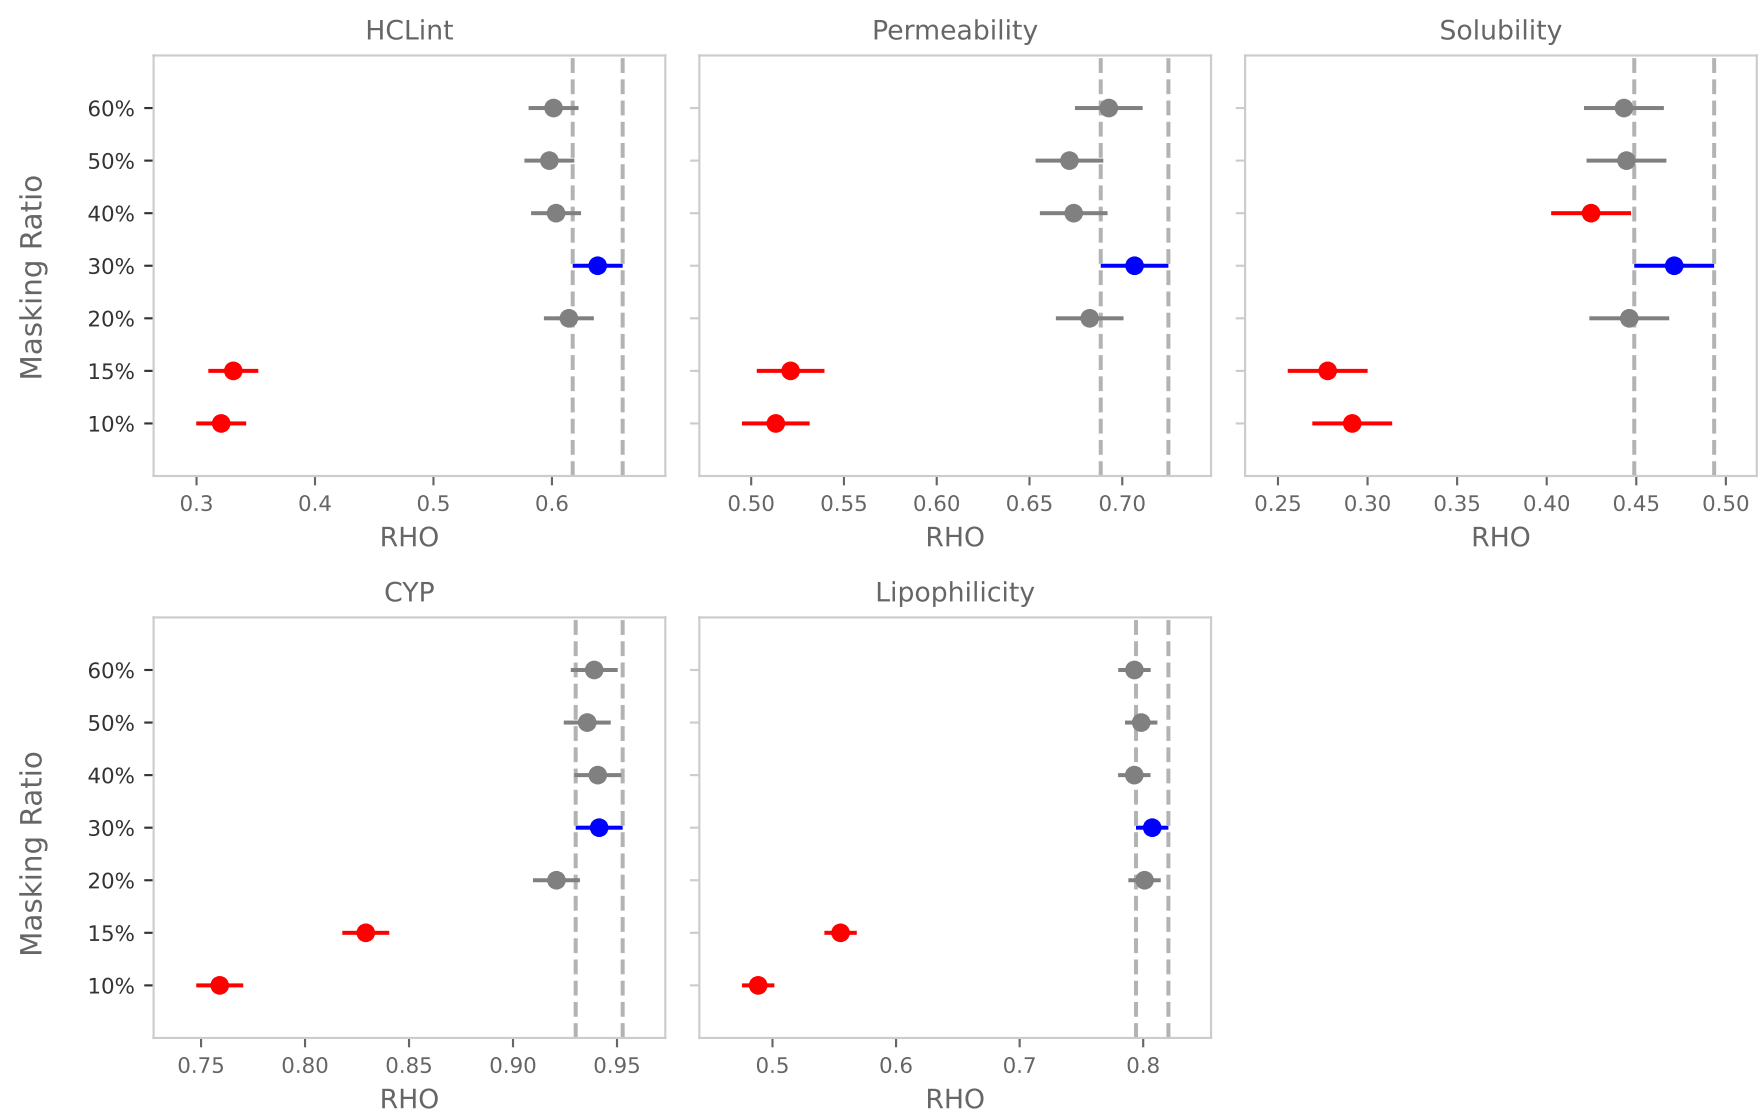 HCLint
Permeability
Solubility
Masking Ratio
60%
50%
40%
30%
20%
15%
10%
0.3 0.4 0.5 0.6
0.50 0.55 0.60 0.65 0.70
0.25 0.30 0.35 0.40 0.45 0.50
RHO
RHO
RHO
CYP
Lipophilicity
Masking Ratio
60%
50%
40%
30%
20%
15%
10%
0.75 0.80 0.85 0.90 0.95
0.5 0.6 0.7 0.8
RHO
RHO